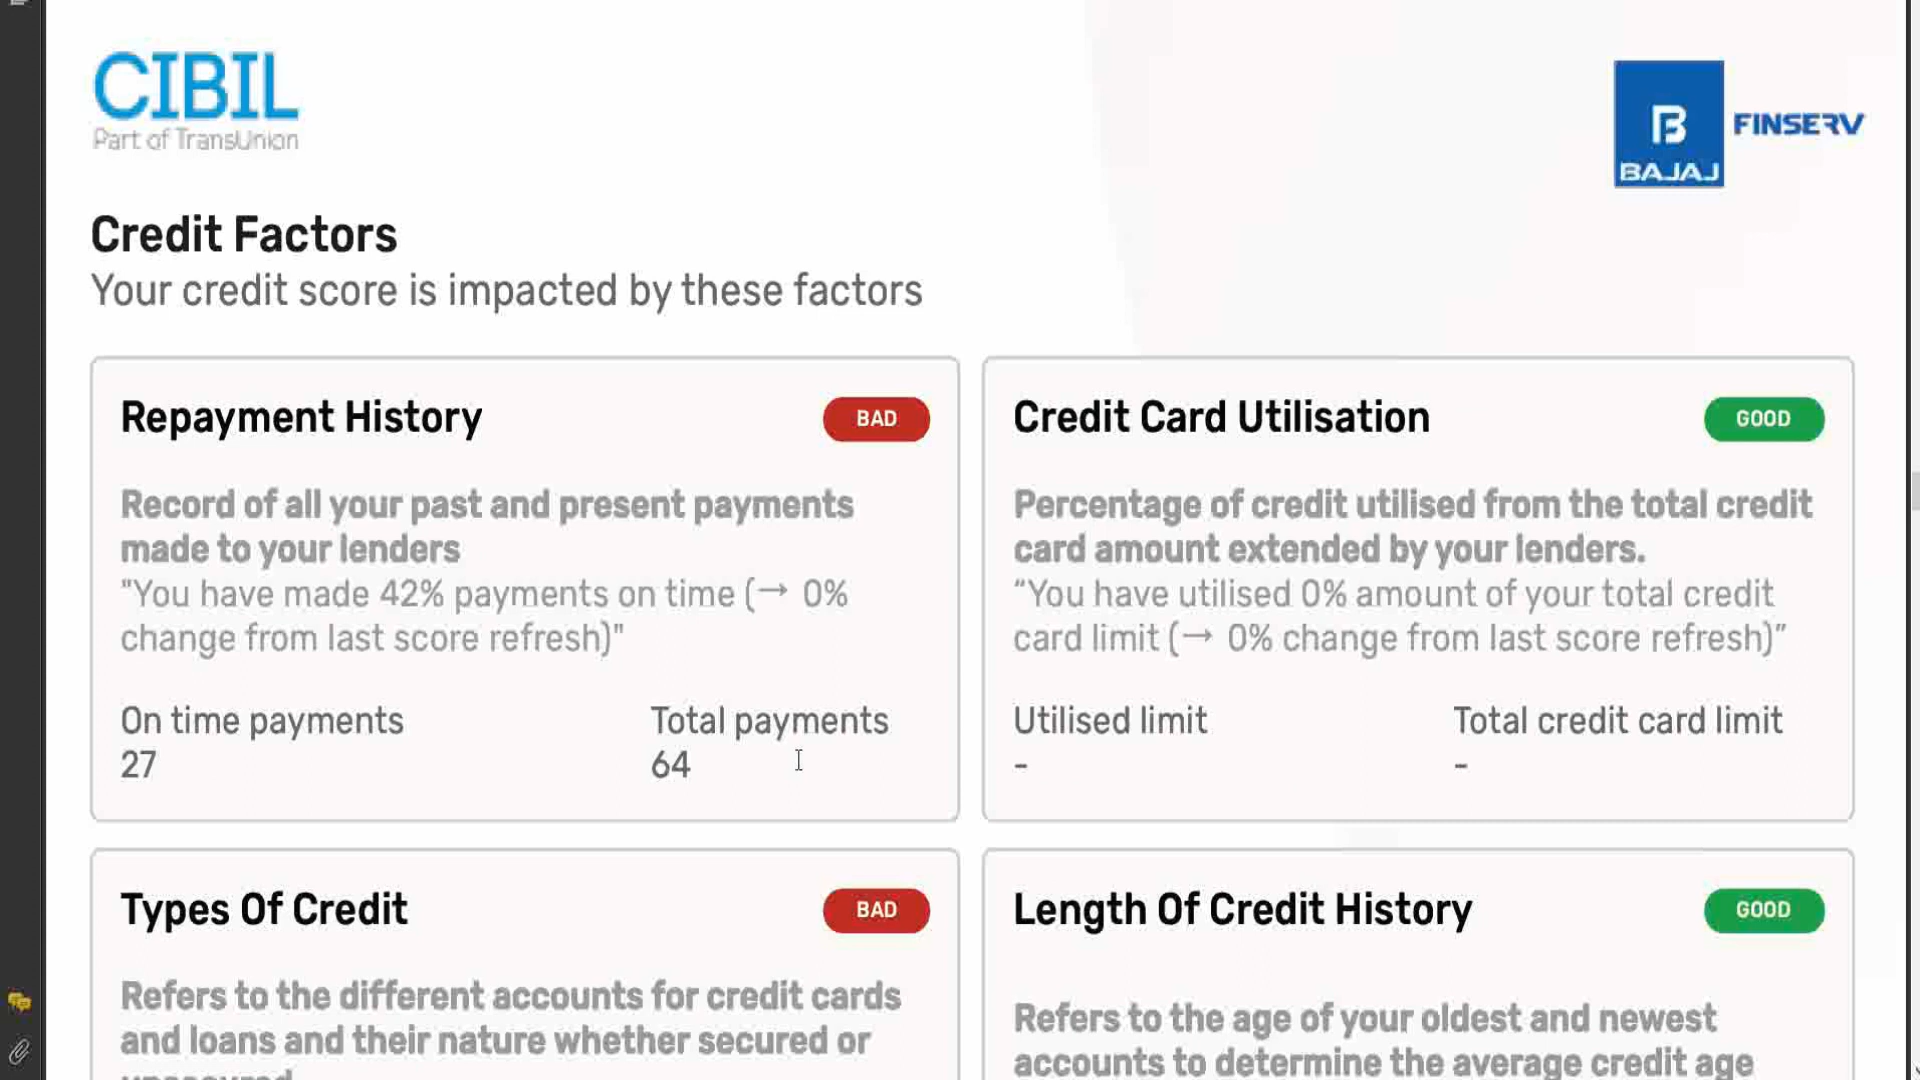 CIBIL
Part of TransUnion
B
BAJAJ
FINSERV
Credit Factors
Your credit score is impacted by these factors
Repayment History
BAD
Record of all your past and present payments
made to your lenders
"You have made 42% payments on time (→ 0%
change from last score refresh)"
On time payments
Total payments
27
64
Credit Card Utilisation
GOOD
Percentage of credit utilised from the total credit
card amount extended by your lenders.
“You have utilised 0% amount of your total credit
card limit (→ 0% change from last score refresh)”
Utilised limit
Total credit card limit
-
-
Types Of Credit
BAD
Refers to the different accounts for credit cards
and loans and their nature whether secured or
Length Of Credit History
GOOD
Refers to the age of your oldest and newest
accounts to determine the average credit age